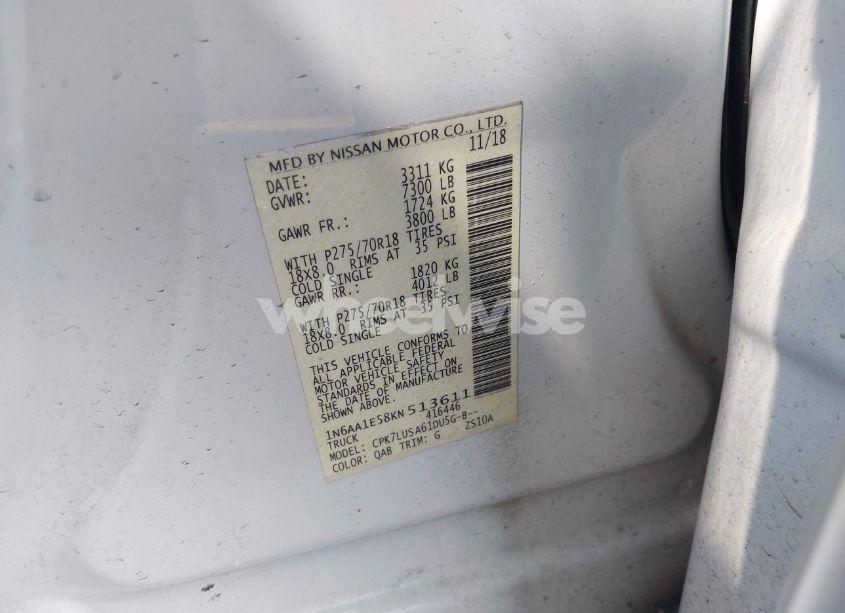 MFD BY NISSAN MOTOR CO., LTD.
DATE: 11/18
GVWR: 3311 KG
7300 LB
GAWR FR.: 1724 KG
3800 LB
WITH P275/70R18 TIRES
18X8.0 RIMS AT 35 PSI
COLD SINGLE
GAWR RR.: 1820 KG
4012 LB
WITH P275/70R18 TIRES
18X8.0 RIMS AT 35 PSI
COLD SINGLE
THIS VEHICLE CONFORMS TO
ALL APPLICABLE FEDERAL
MOTOR VEHICLE SAFETY
STANDARDS IN EFFECT ON
THE DATE OF MANUFACTURE
SHOWN ABOVE.
1N6AA1E58KN513611
TRUCK 416446
MODEL: CPK7LUSA61DU5G-B--
COLOR: QAB TRIM: G ZS10A
wheelwise